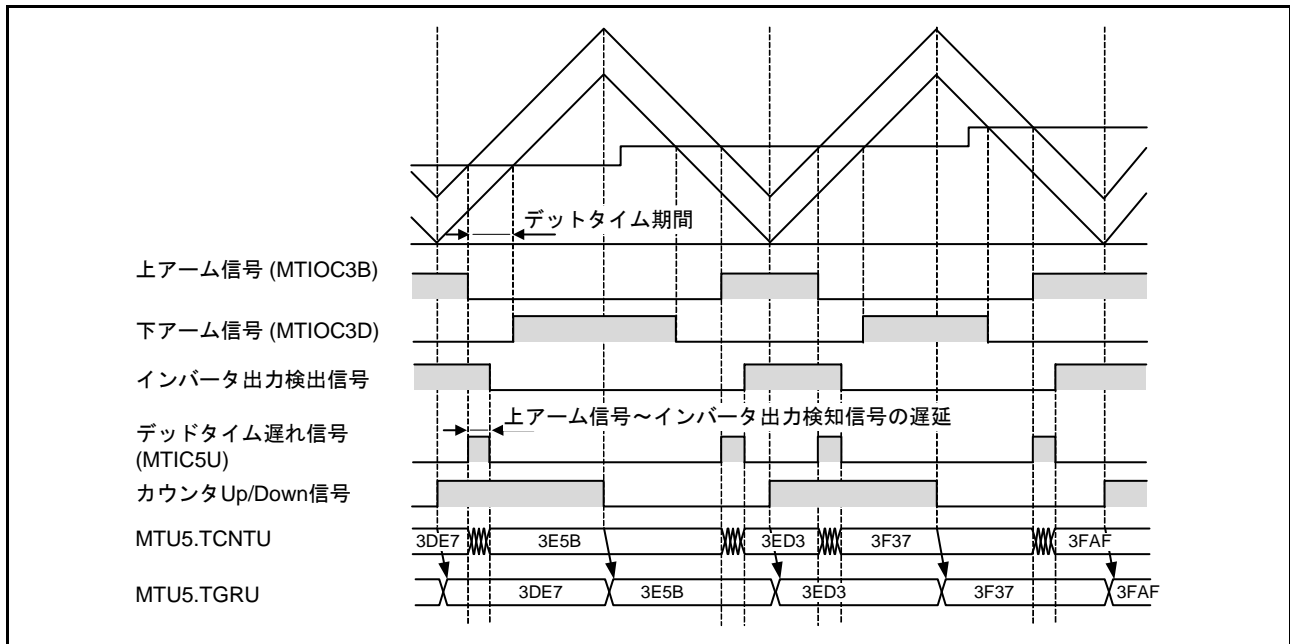 デットタイム期間
上アーム信号 (MTIOC3B)
下アーム信号 (MTIOC3D)
インバータ出力検出信号
上アーム信号～インバータ出力検知信号の遅延
デッドタイム遅れ信号
(MTIC5U)
カウンタUp/Down信号
MTU5.TCNTU 3DE7 3E5B 3ED3 3F37 3FAF
MTU5.TGRU 3DE7 3E5B 3ED3 3F37 3FAF